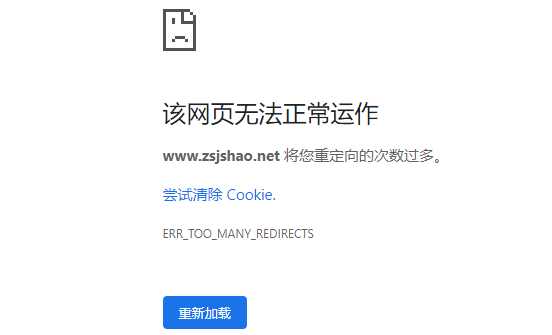 该网页无法正常运作
www.zsjshao.net 将您重定向的次数过多。
尝试清除 Cookie.
ERR_TOO_MANY_REDIRECTS
重新加载